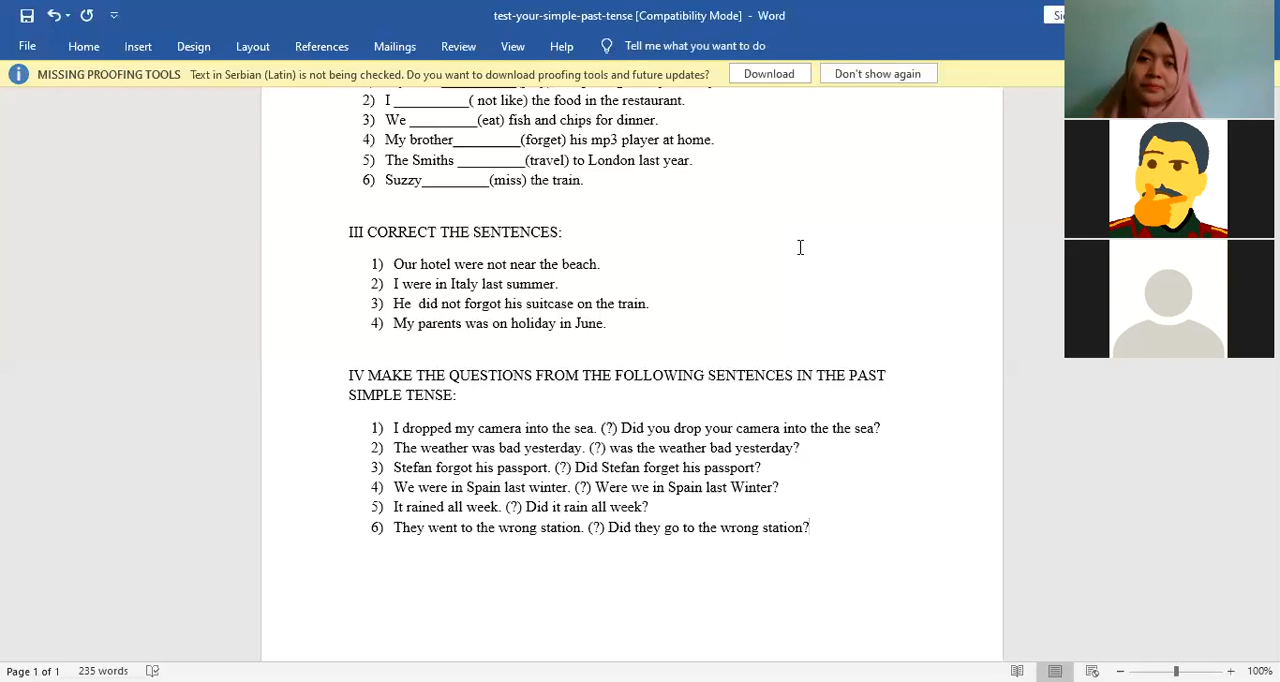 test-your-simple-past-tense [Compatibility Mode] - Word
File Home Insert Design Layout References Mailings Review View Help Tell me what you want to do
MISSING PROOFING TOOLS Text in Serbian (Latin) is not being checked. Do you want to download proofing tools and future updates? Download Don't show again
2) I __________( not like) the food in the restaurant.
3) We _________(eat) fish and chips for dinner.
4) My brother_________(forget) his mp3 player at home.
5) The Smiths _________(travel) to London last year.
6) Suzzy_________(miss) the train.
III CORRECT THE SENTENCES:
1) Our hotel were not near the beach.
2) I were in Italy last summer.
3) He did not forgot his suitcase on the train.
4) My parents was on holiday in June.
IV MAKE THE QUESTIONS FROM THE FOLLOWING SENTENCES IN THE PAST
SIMPLE TENSE:
1) I dropped my camera into the sea. (?) Did you drop your camera into the the sea?
2) The weather was bad yesterday. (?) was the weather bad yesterday?
3) Stefan forgot his passport. (?) Did Stefan forget his passport?
4) We were in Spain last winter. (?) Were we in Spain last Winter?
5) It rained all week. (?) Did it rain all week?
6) They went to the wrong station. (?) Did they go to the wrong station?
Page 1 of 1 235 words 100%